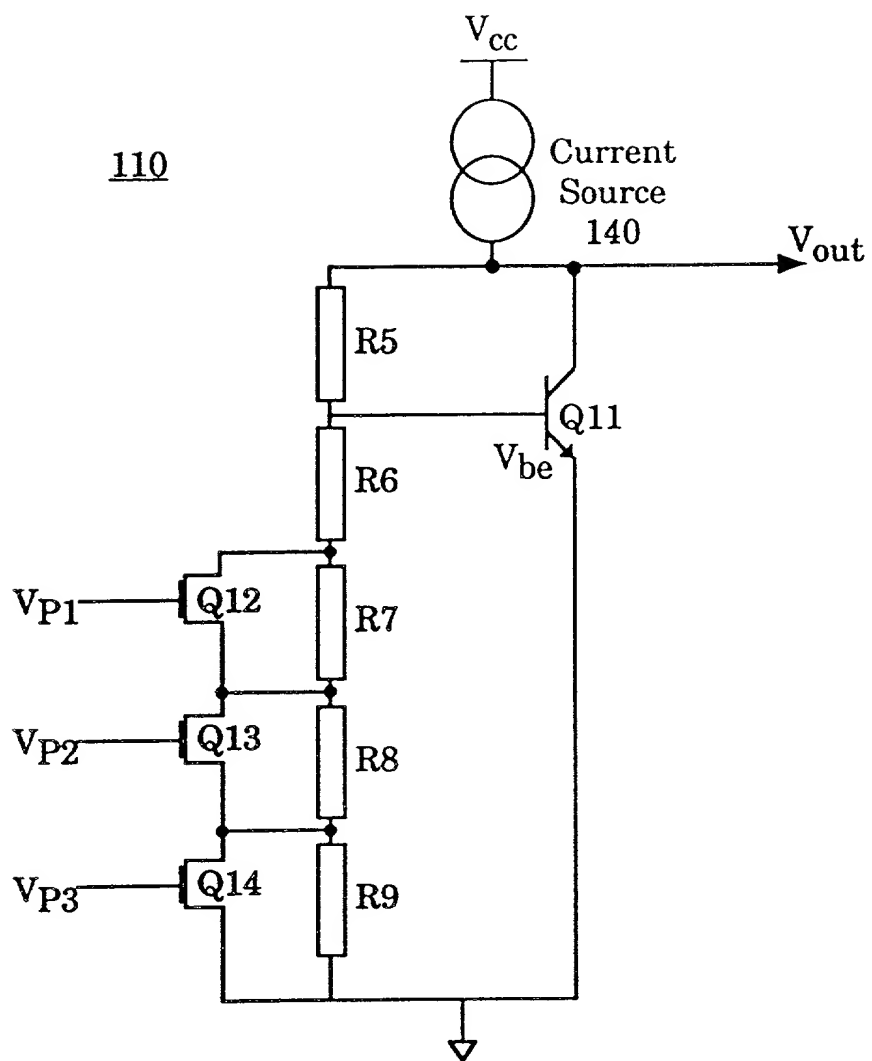 Vcc
110
Current
Source
140
Vout
R5
Q11
Vbe
R6
VP1
Q12
R7
VP2
Q13
R8
VP3
Q14
R9